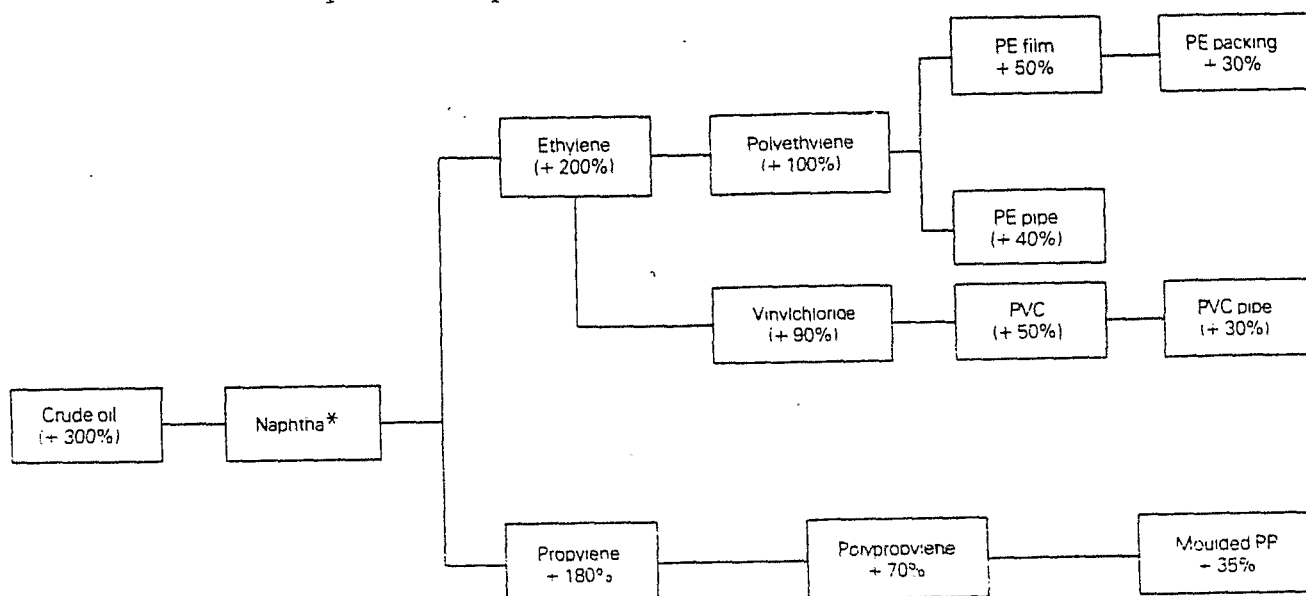 PE film
+ 50%
PE packing
+ 30%
Ethylene
(+ 200%)
Polyethylene
(+ 100%)
PE pipe
(+ 40%)
Vinylchloride
(+ 90%)
PVC
(+ 50%)
PVC pipe
(+ 30%)
Crude oil
(+ 300%)
Naphtha*
Propylene
+ 180%
Polypropylene
+ 70%
Moulded PP
+ 35%